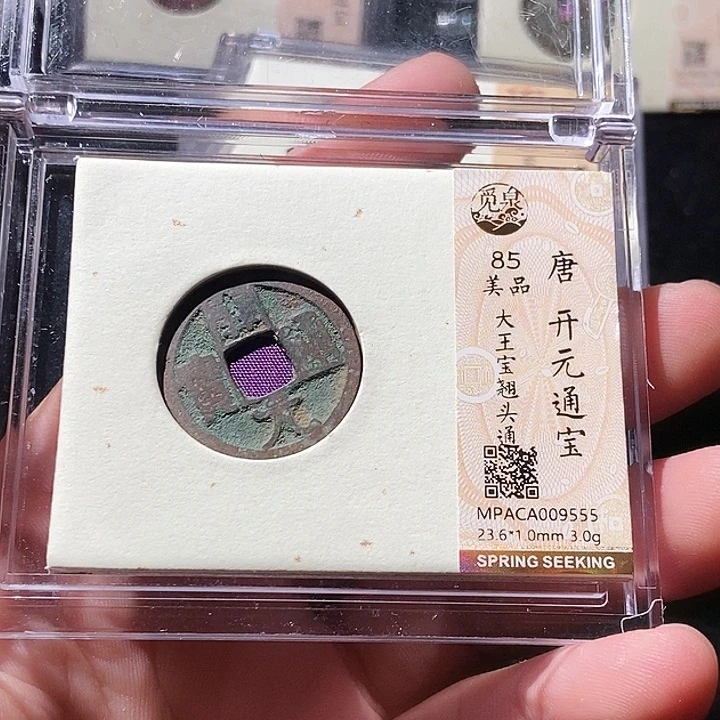 觅泉
唐 开元通宝
85
美品
大王宝翘头通
MPACA009555
23.6*1.0mm 3.0g
SPRING SEEKING